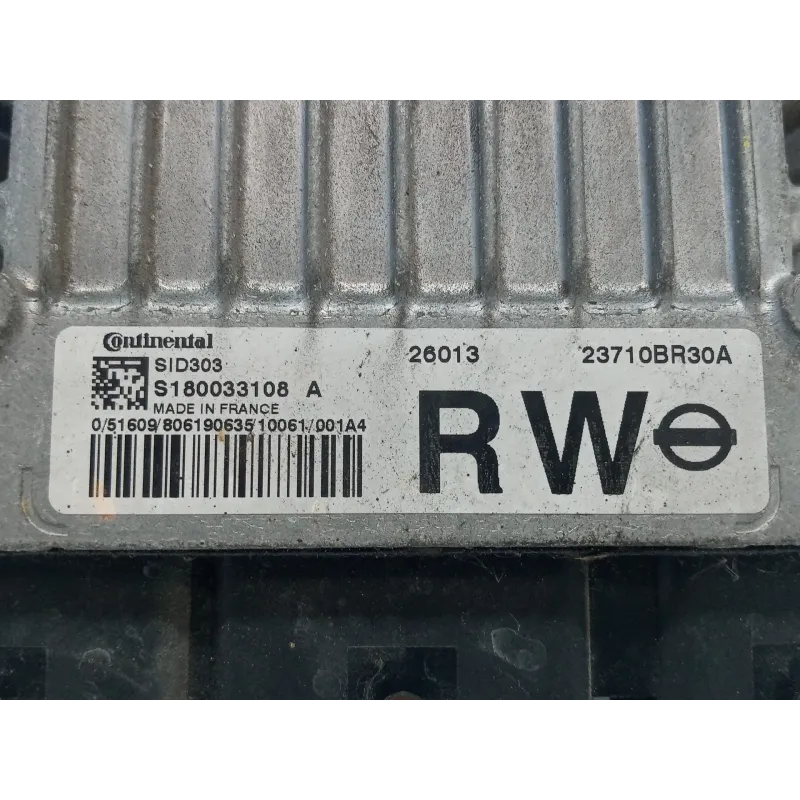 Continental
SID303
S180033108 A
MADE IN FRANCE
0/51609/806190635/10061/001A4
26013 23710BR30A
RW